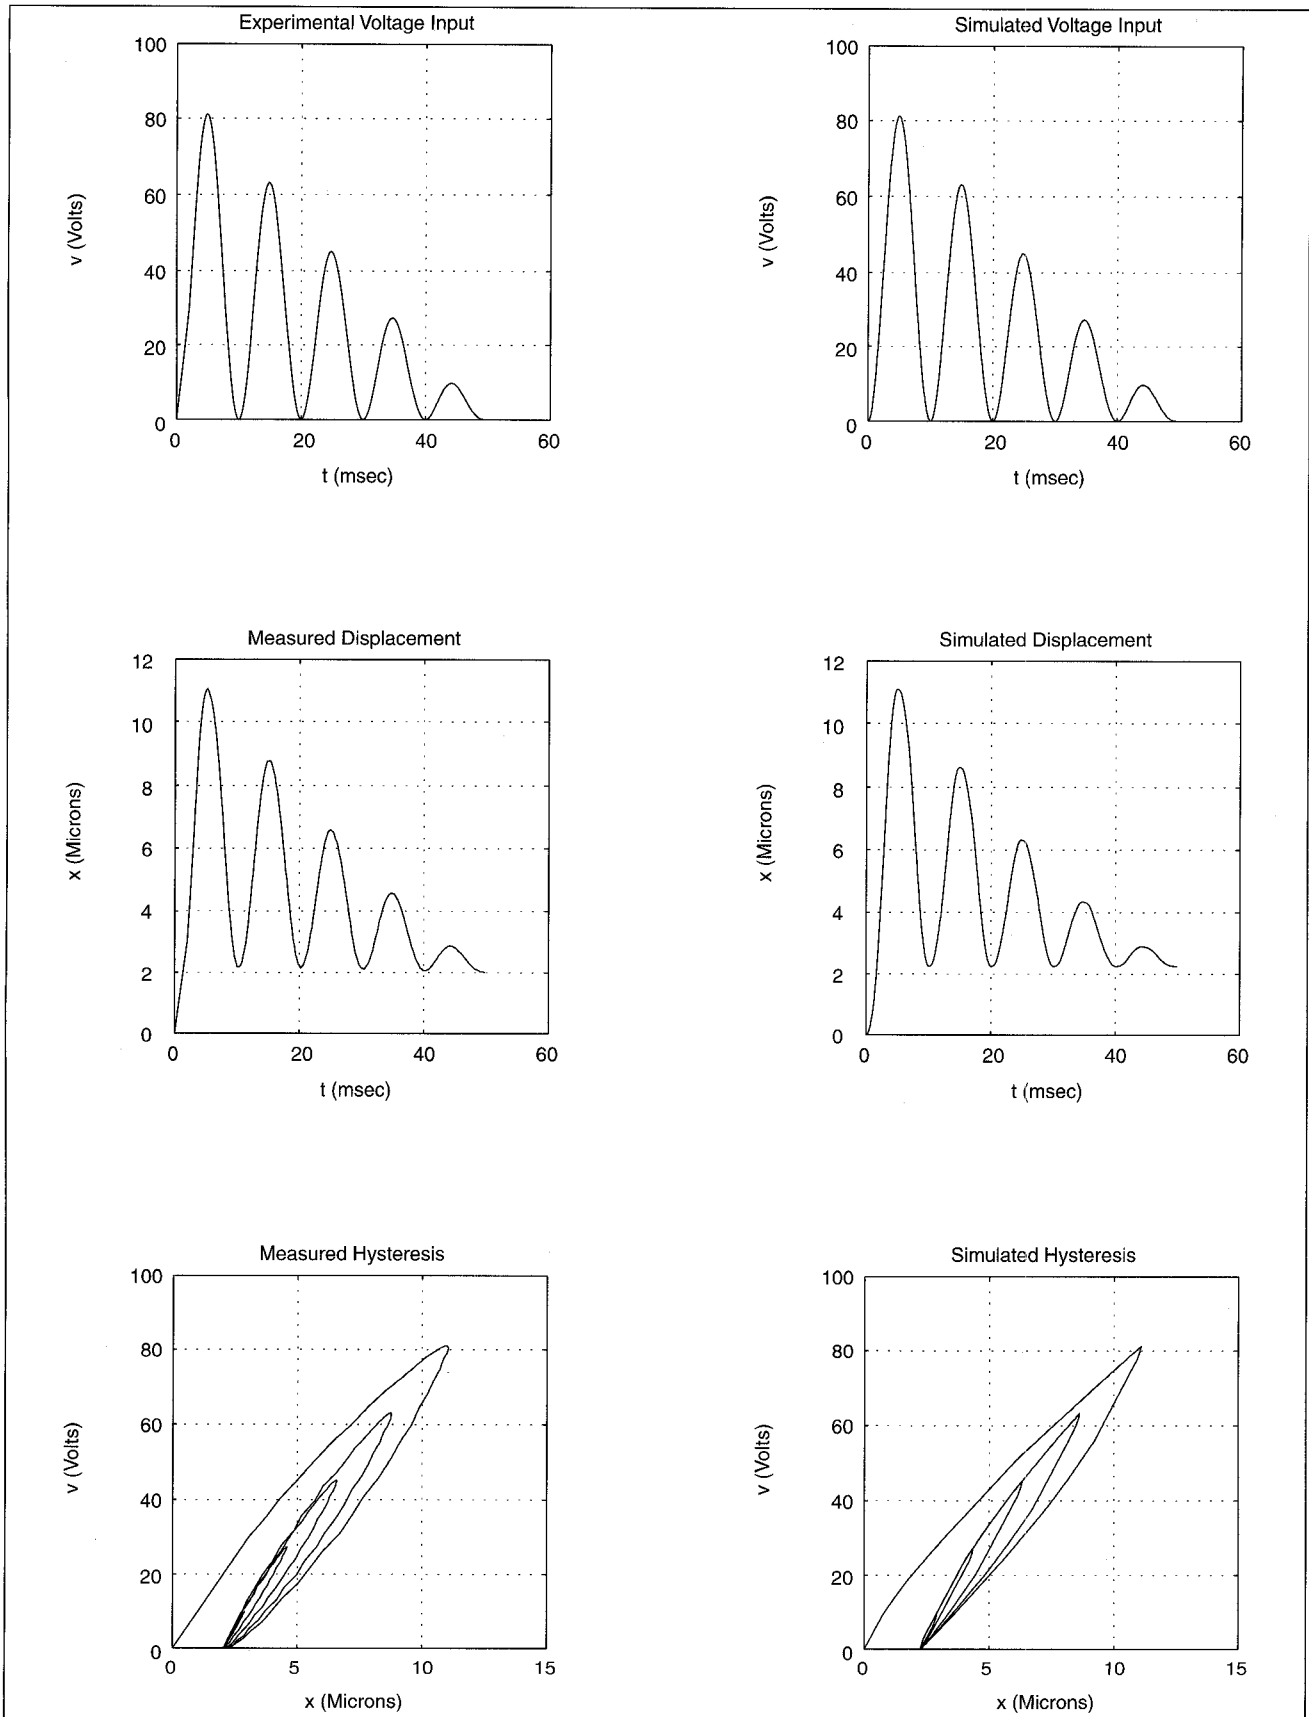 Experimental Voltage Input
100
80
60
40
20
0
v (Volts)
0 20 40 60
t (msec)
Simulated Voltage Input
100
80
60
40
20
0
v (Volts)
0 20 40 60
t (msec)
Measured Displacement
12
10
8
6
4
2
0
x (Microns)
0 20 40 60
t (msec)
Simulated Displacement
12
10
8
6
4
2
0
x (Microns)
0 20 40 60
t (msec)
Measured Hysteresis
100
80
60
40
20
0
v (Volts)
0 5 10 15
x (Microns)
Simulated Hysteresis
100
80
60
40
20
0
v (Volts)
0 5 10 15
x (Microns)